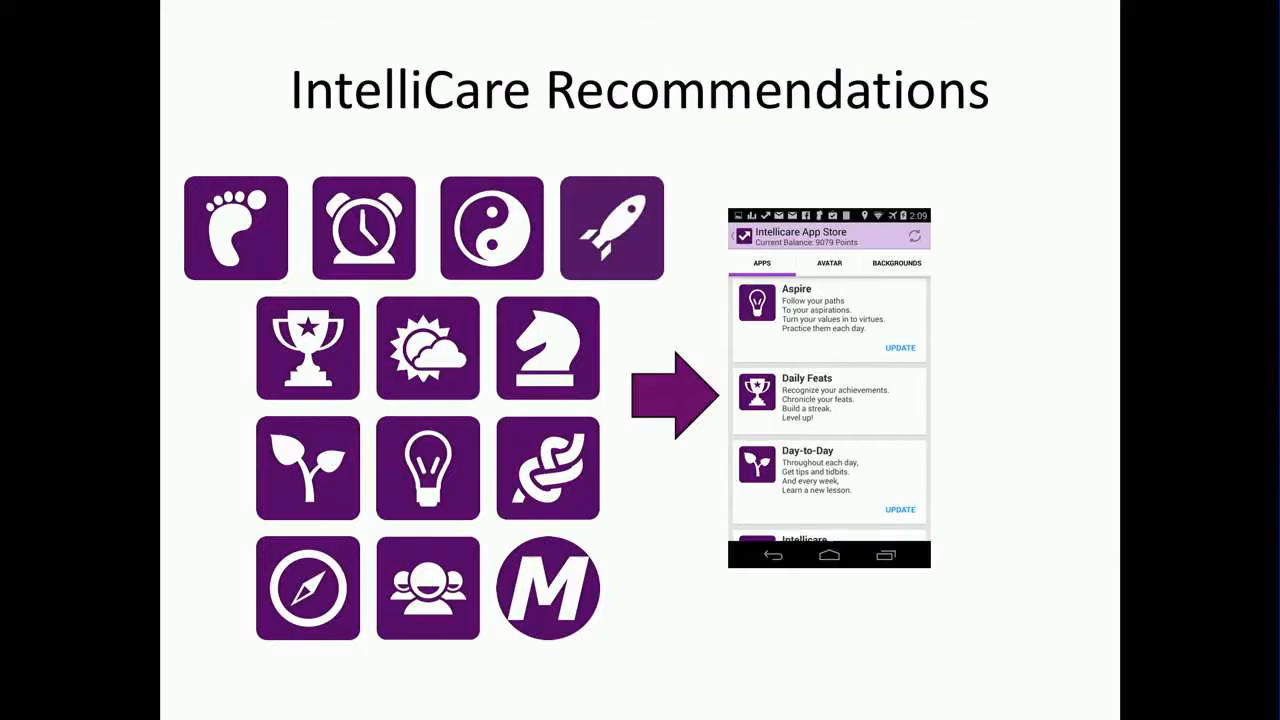 IntelliCare Recommendations
2:09
Intellicare App Store
Current Balance: 9079 Points
APPS
AVATAR
BACKGROUNDS
Aspire
Follow your paths
To your aspirations.
Turn your values in to virtues.
Practice them each day.
UPDATE
Daily Feats
Recognize your achievements.
Chronicle your feats.
Build a streak.
Level up!
Day-to-Day
Throughout each day,
Get tips and tidbits.
And every week,
Learn a new lesson.
UPDATE
Intellicare
M